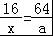 16/x = 64/a